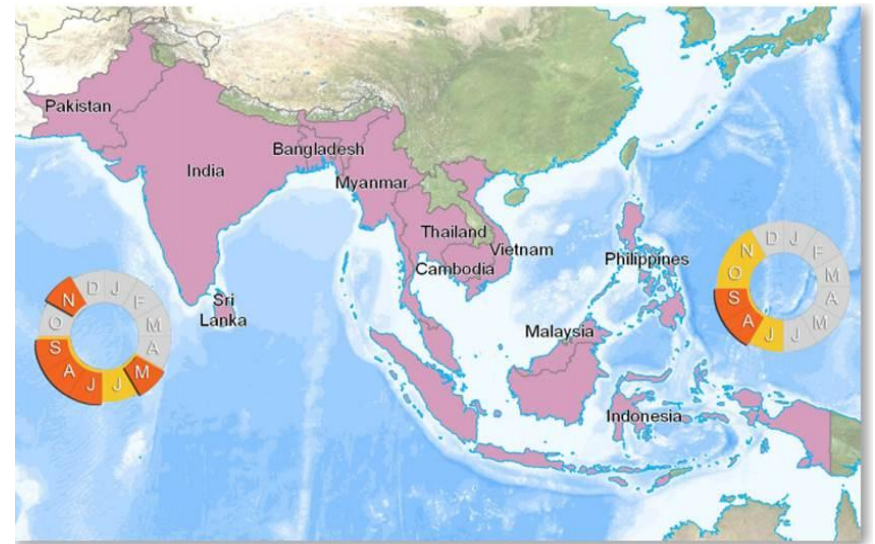 Pakistan
India
Bangladesh
Myanmar
Thailand
Vietnam
Cambodia
Philippines
Sri
Lanka
Malaysia
Indonesia
J
F
M
A
M
J
J
A
S
O
N
D
J
F
M
A
M
J
J
A
S
O
N
D